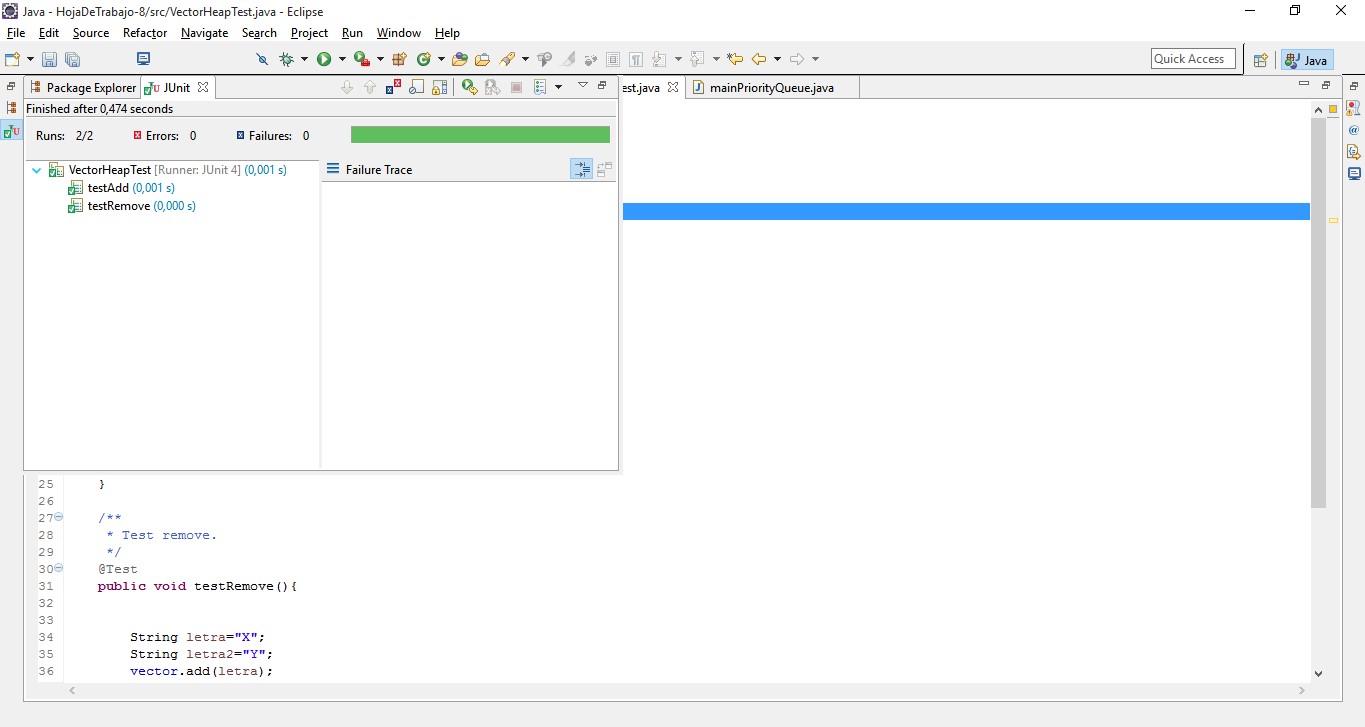 Java - HojaDeTrabajo-8/src/VectorHeapTest.java - Eclipse
File Edit Source Refactor Navigate Search Project Run Window Help
Quick Access Java
Package Explorer JUnit est.java mainPriorityQueue.java
Finished after 0,474 seconds
Runs: 2/2 Errors: 0 Failures: 0
VectorHeapTest [Runner: JUnit 4] (0,001 s)
testAdd (0,001 s)
testRemove (0,000 s)
Failure Trace
25 }
26
27 /**
28 * Test remove.
29 */
30 @Test
31 public void testRemove(){
32
33
34 String letra="X";
35 String letra2="Y";
36 vector.add(letra);